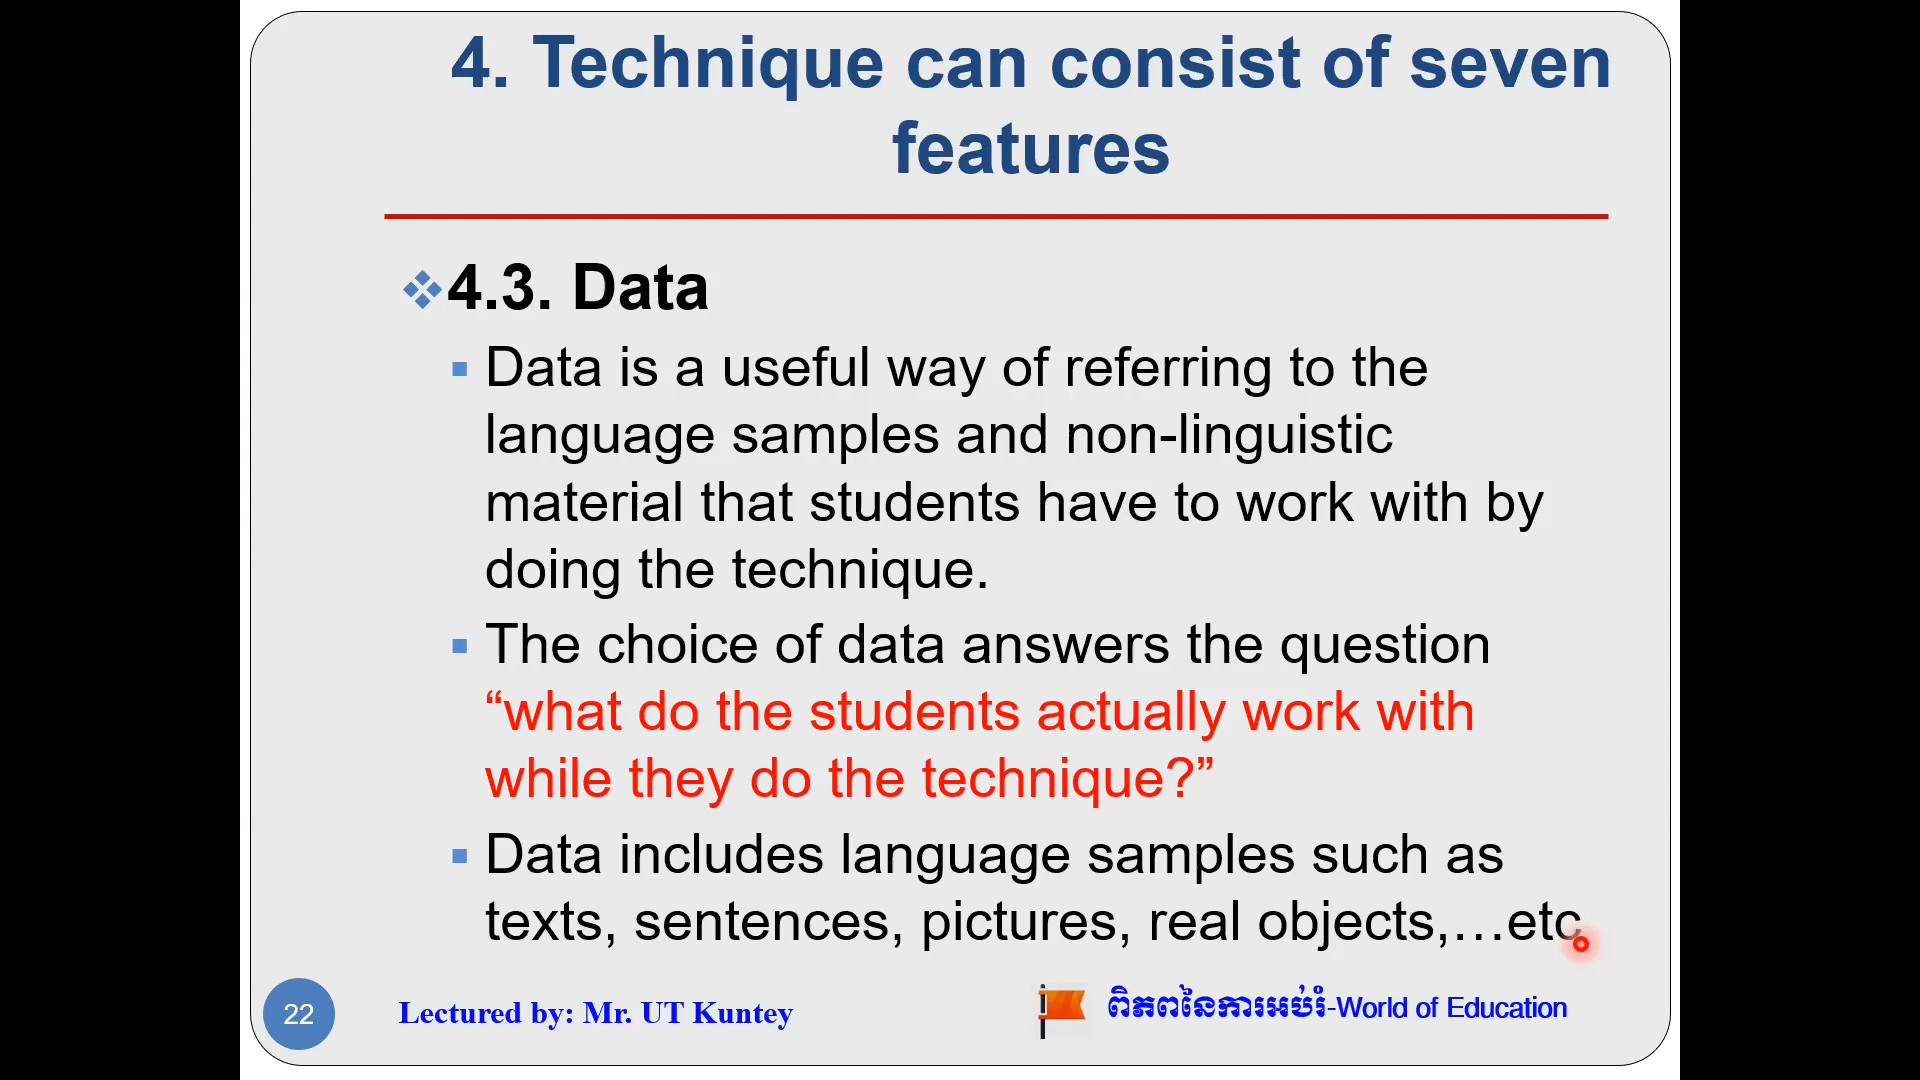 4. Technique can consist of seven
features
4.3. Data
Data is a useful way of referring to the
language samples and non-linguistic
material that students have to work with by
doing the technique.
The choice of data answers the question
“what do the students actually work with
while they do the technique?”
Data includes language samples such as
texts, sentences, pictures, real objects,…etc
22
Lectured by: Mr. UT Kuntey
ពិភពនៃការអប់រំ-World of Education